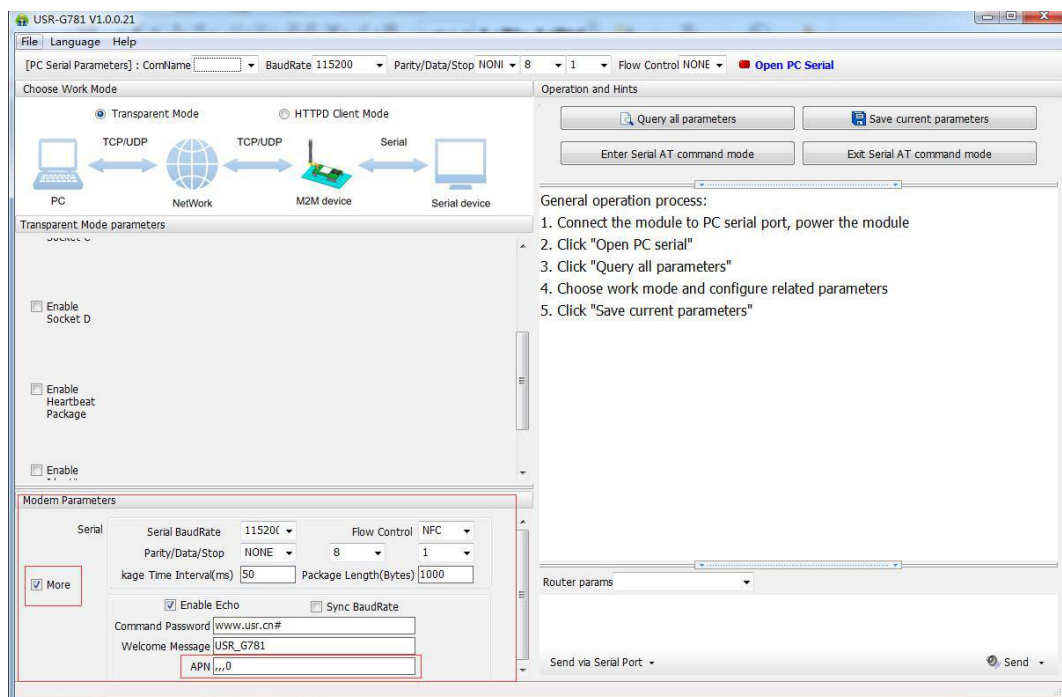 USR-G781 V1.0.0.21
File Language Help
[PC Serial Parameters] : ComName BaudRate 115200 Parity/Data/Stop NONI 8 1 Flow Control NONE Open PC Serial
Choose Work Mode
Transparent Mode HTTPD Client Mode
TCP/UDP TCP/UDP Serial
PC NetWork M2M device Serial device
Transparent Mode parameters
Enable
Socket D
Enable
Heartbeat
Package
Enable
Modem Parameters
Serial Serial BaudRate 11520( Flow Control NFC
Parity/Data/Stop NONE 8 1
kage Time Interval(ms) 50 Package Length(Bytes) 1000
More
Enable Echo Sync BaudRate
Command Password www.usr.cn#
Welcome Message USR_G781
APN ,,,0
Operation and Hints
Query all parameters Save current parameters
Enter Serial AT command mode Exit Serial AT command mode
General operation process:
1. Connect the module to PC serial port, power the module
2. Click "Open PC serial"
3. Click "Query all parameters"
4. Choose work mode and configure related parameters
5. Click "Save current parameters"
Router params
Send via Serial Port Send